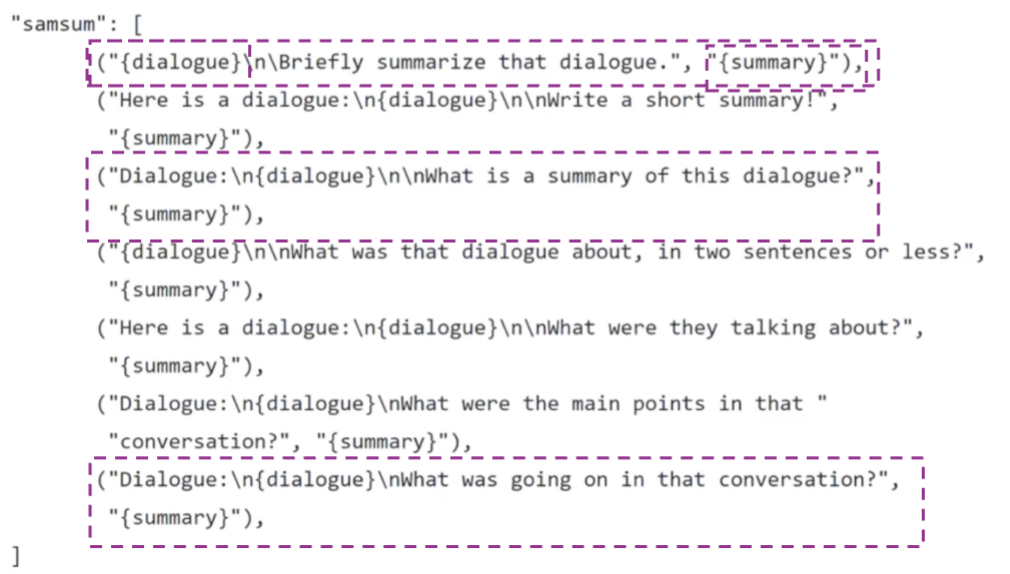 "samsum": [
("{dialogue}\n\Briefly summarize that dialogue.", "{summary}"),
("Here is a dialogue:\n{dialogue}\n\nWrite a short summary!",
"{summary}"),
("Dialogue:\n{dialogue}\n\nWhat is a summary of this dialogue?",
"{summary}"),
("{dialogue}\n\nWhat was that dialogue about, in two sentences or less?",
"{summary}"),
("Here is a dialogue:\n{dialogue}\n\nWhat were they talking about?",
"{summary}"),
("Dialogue:\n{dialogue}\nWhat were the main points in that "
"conversation?", "{summary}"),
("Dialogue:\n{dialogue}\nWhat was going on in that conversation?",
"{summary}"),
]